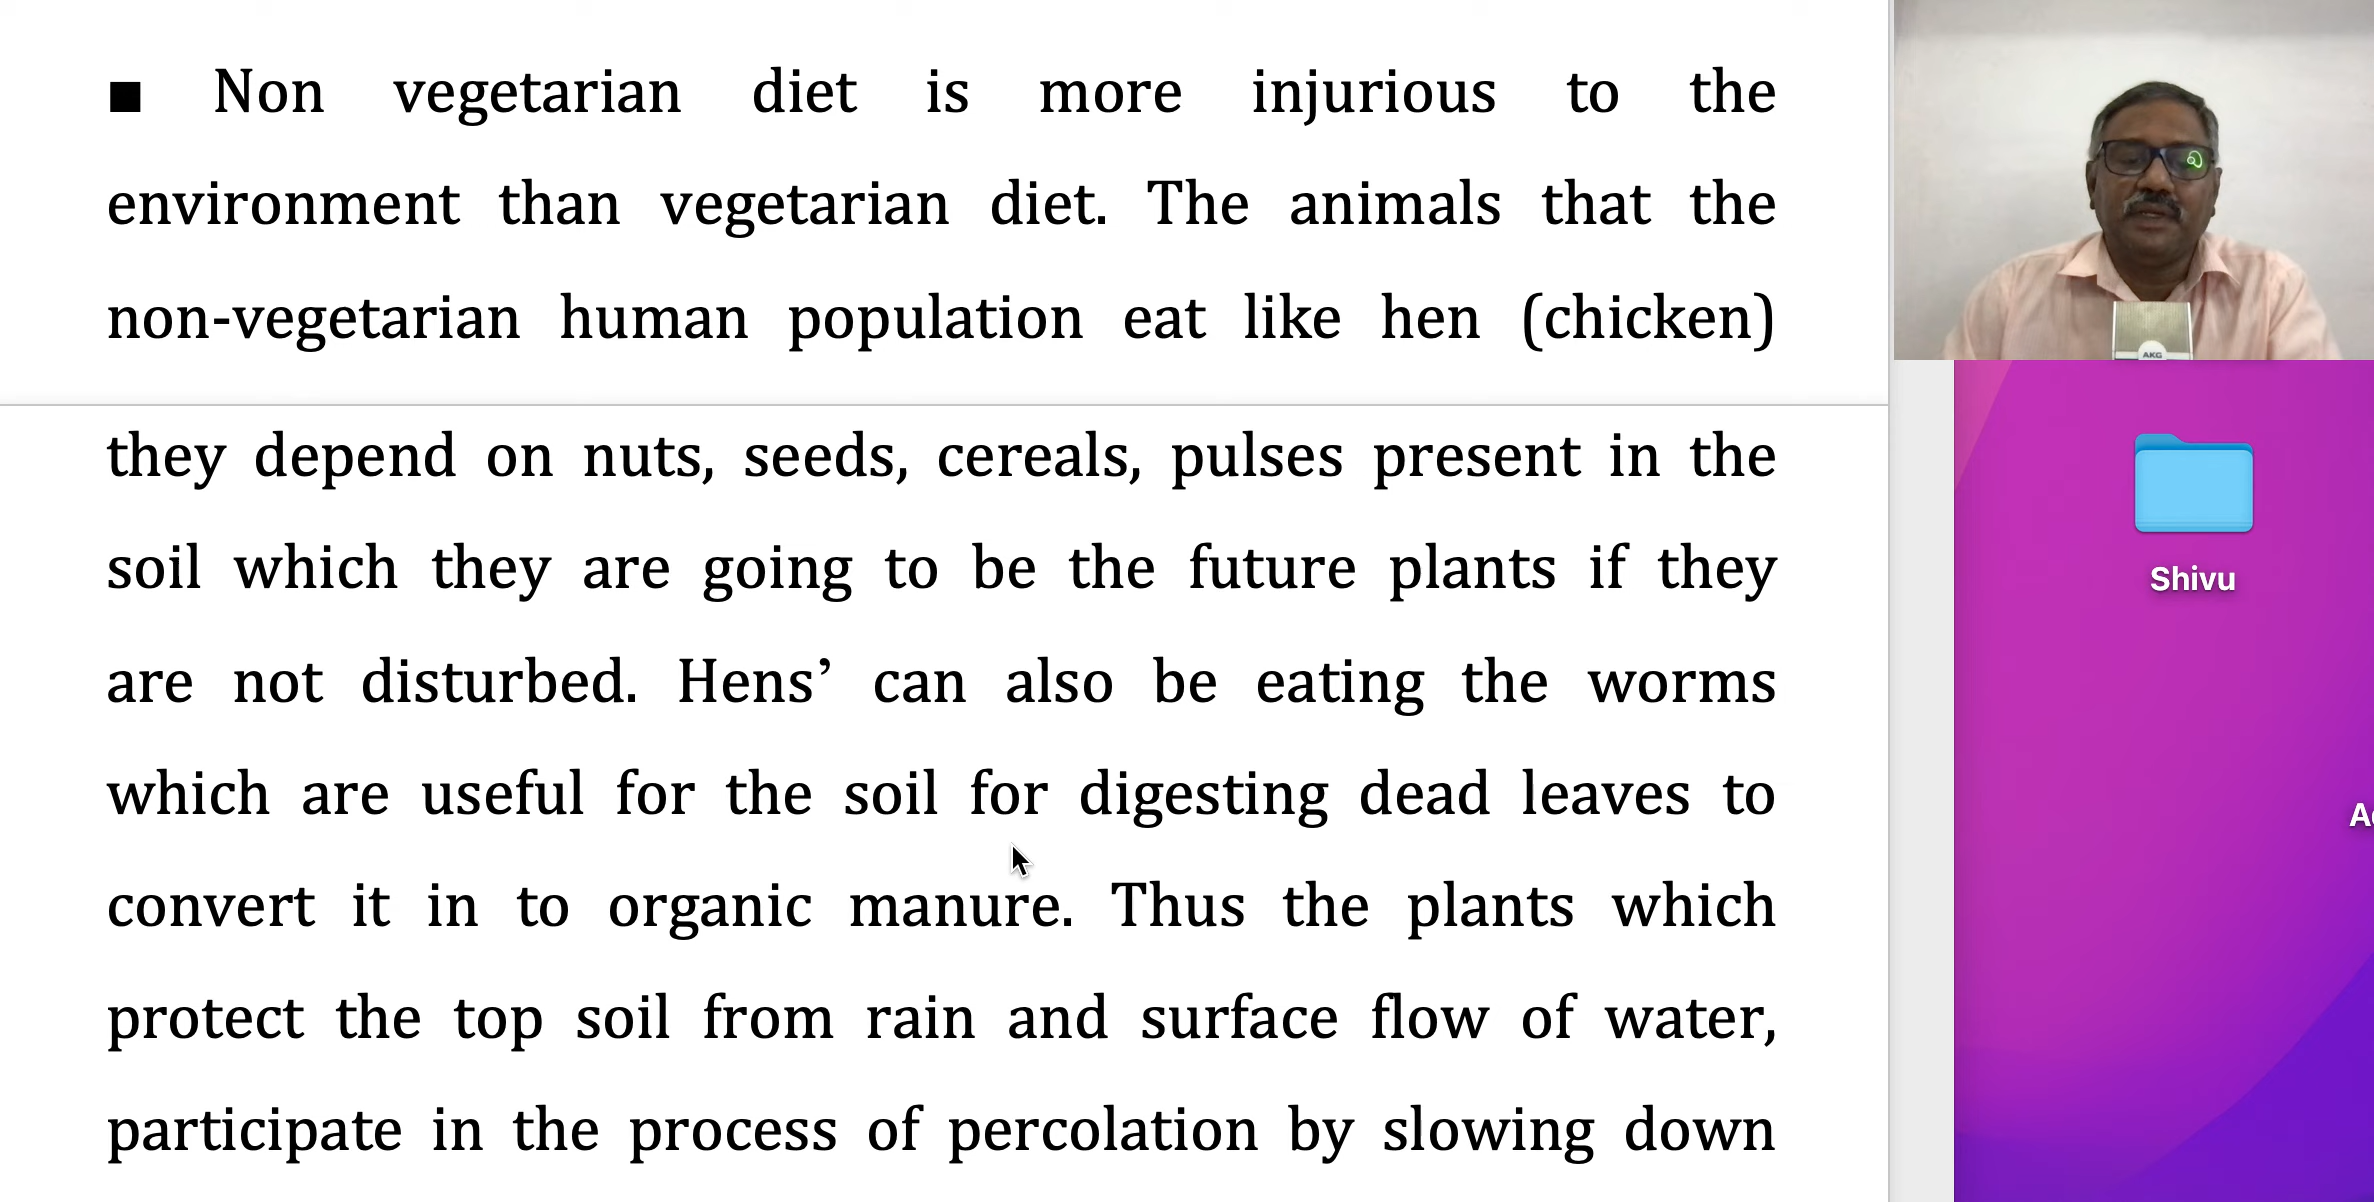 ■ Non vegetarian diet is more injurious to the
environment than vegetarian diet. The animals that the
non-vegetarian human population eat like hen (chicken)
they depend on nuts, seeds, cereals, pulses present in the
soil which they are going to be the future plants if they
are not disturbed. Hens’ can also be eating the worms
which are useful for the soil for digesting dead leaves to
convert it in to organic manure. Thus the plants which
protect the top soil from rain and surface flow of water,
participate in the process of percolation by slowing down
AKG
Shivu